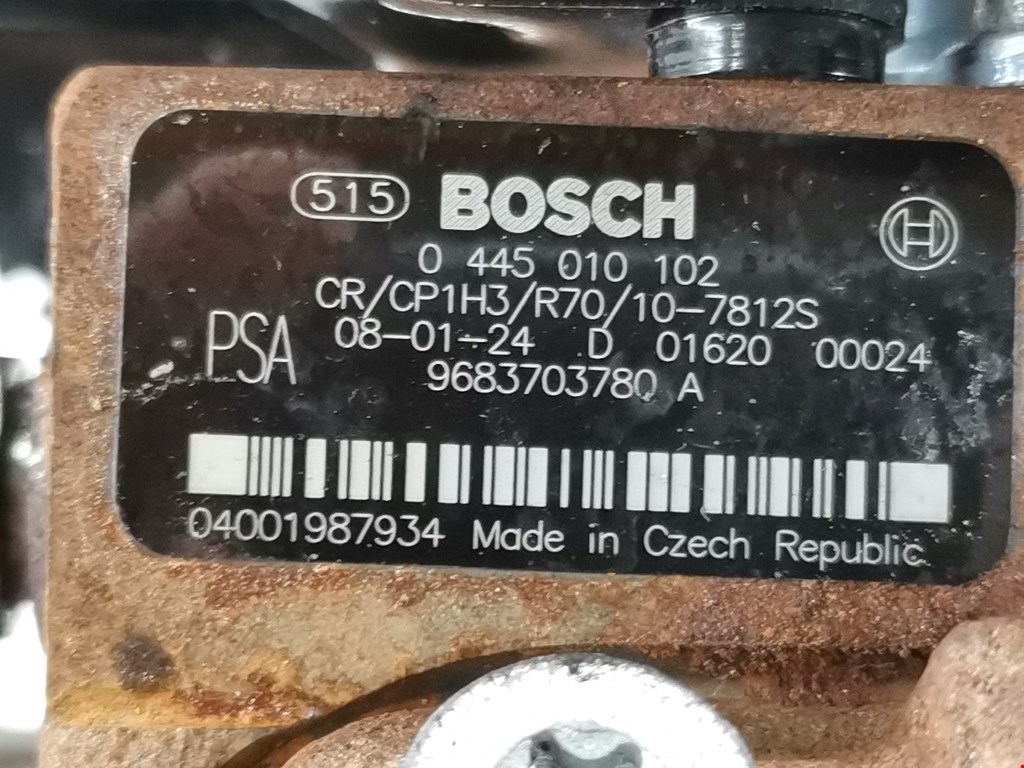 515 BOSCH
0 445 010 102
CR/CP1H3/R70/10-7812S
PSA 08-01-24 D 01620 00024
9683703780 A
04001987934 Made in Czech Republic